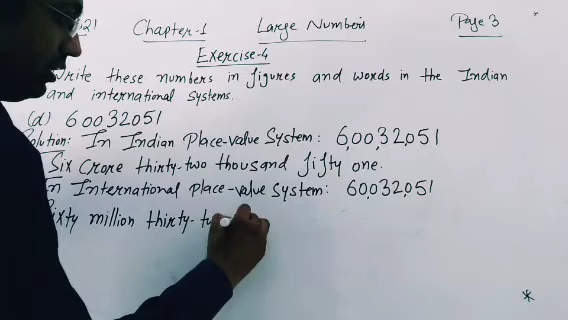 21 Chapter-1 Large Numbers Page 3
Exercise-4
Write these numbers in figures and words in the Indian
and international systems.
(d) 60032051
Solution: In Indian Place-value System: 6,00,32,051
Six Crore thirty-two thousand fifty one.
In International place-value System: 60,032,051
Sixty million thirty-tw